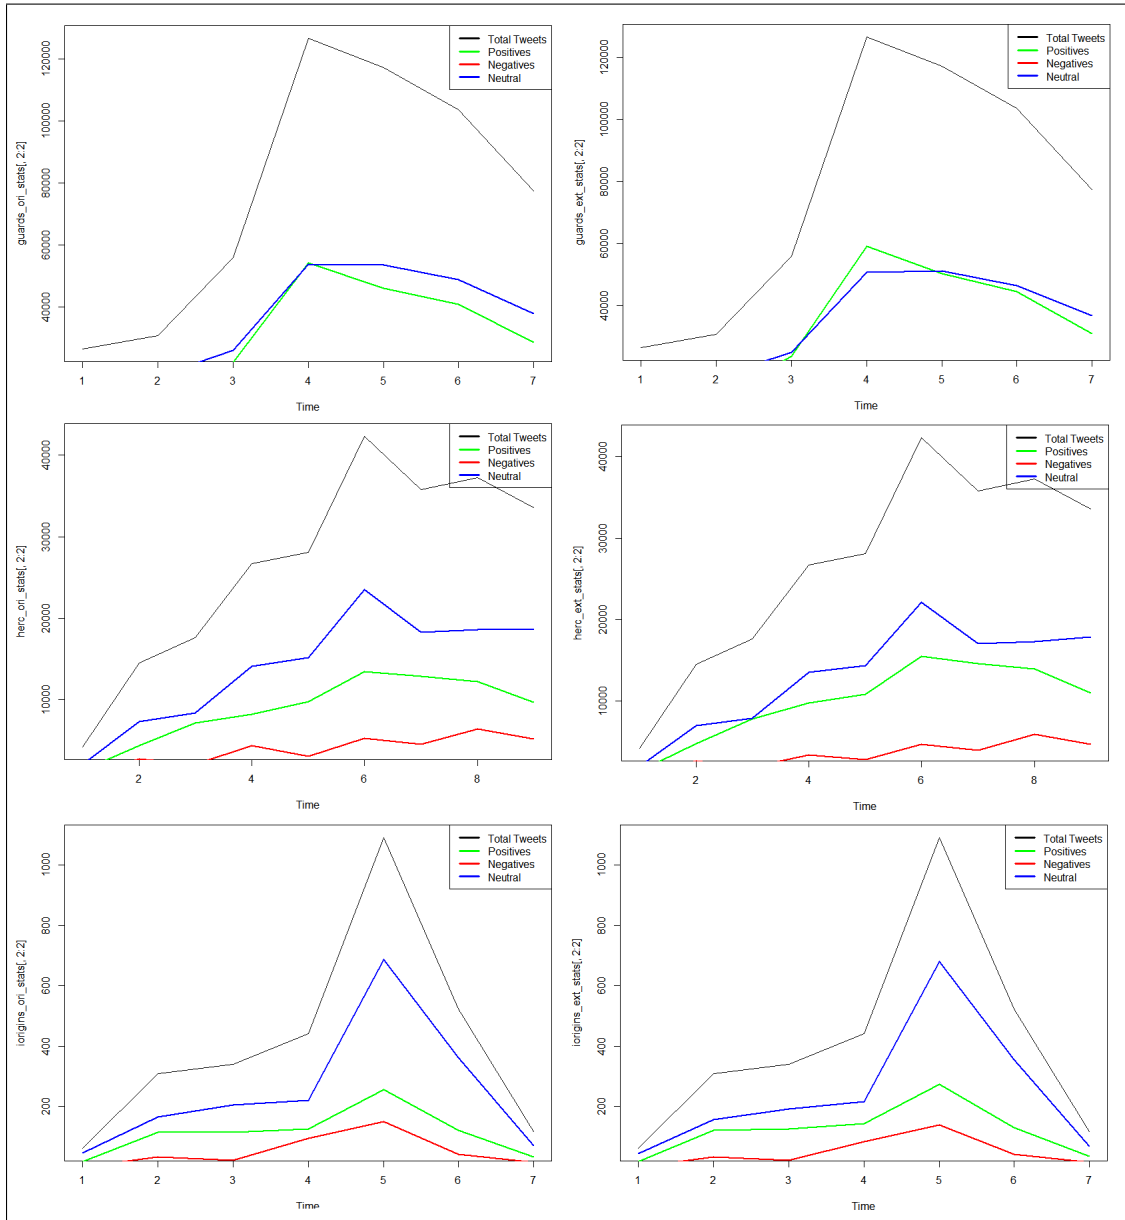 Total Tweets
Positives
Negatives
Neutral
guards_ori_stats[, 2:2]
120000
100000
80000
60000
40000
1 2 3 4 5 6 7
Time
Total Tweets
Positives
Negatives
Neutral
guards_ext_stats[, 2:2]
120000
100000
80000
60000
40000
1 2 3 4 5 6 7
Time
Total Tweets
Positives
Negatives
Neutral
herc_ori_stats[, 2:2]
40000
30000
20000
10000
2 4 6 8
Time
Total Tweets
Positives
Negatives
Neutral
herc_ext_stats[, 2:2]
40000
30000
20000
10000
2 4 6 8
Time
Total Tweets
Positives
Negatives
Neutral
iorigins_ori_stats[, 2:2]
1000
800
600
400
200
1 2 3 4 5 6 7
Time
Total Tweets
Positives
Negatives
Neutral
iorigins_ext_stats[, 2:2]
1000
800
600
400
200
1 2 3 4 5 6 7
Time